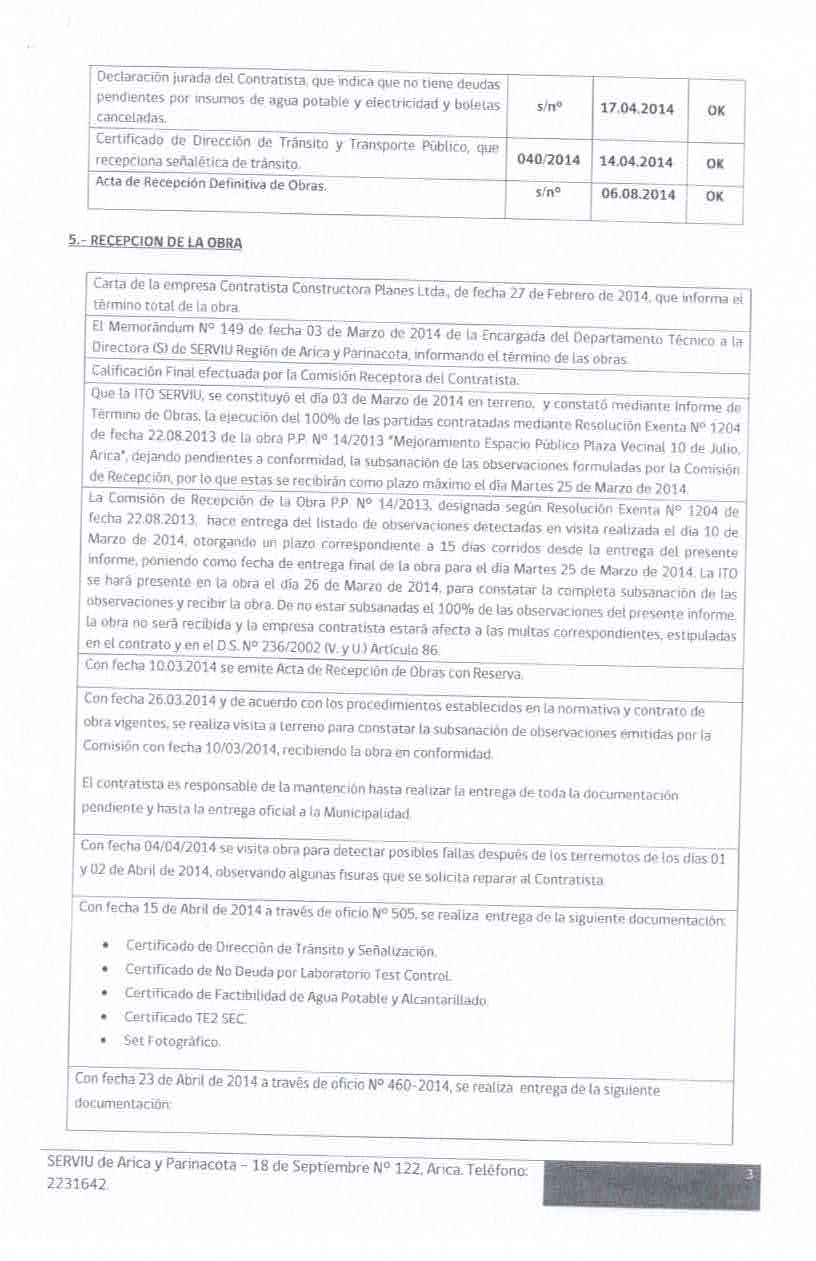 Declaración jurada del Contratista, que indica que no tiene deudas
pendientes por insumos de agua potable y electricidad y boletas
canceladas.
s/nº 17.04.2014 OK
Certificado de Dirección de Tránsito y Transporte Público, que
recepciona señalética de tránsito.
040/2014 14.04.2014 OK
Acta de Recepción Definitiva de Obras.
s/nº 06.08.2014 OK
5.- RECEPCION DE LA OBRA
Carta de la empresa Contratista Constructora Planes Ltda., de fecha 27 de Febrero de 2014, que informa el
término total de la obra.
El Memorándum Nº 149 de fecha 03 de Marzo de 2014 de la Encargada del Departamento Técnico a la
Directora (S) de SERVIU Región de Arica y Parinacota, informando el término de las obras.
Calificación Final efectuada por la Comisión Receptora del Contratista.
Que la ITO SERVIU, se constituyó el día 03 de Marzo de 2014 en terreno, y constató mediante Informe de
Término de Obras, la ejecución del 100% de las partidas contratadas mediante Resolución Exenta Nº 1204
de fecha 22.08.2013 de la obra P.P. Nº 14/2013 "Mejoramiento Espacio Público Plaza Vecinal 10 de Julio,
Arica", dejando pendientes a conformidad, la subsanación de las observaciones formuladas por la Comisión
de Recepción, por lo que estas se recibirán como plazo máximo el día Martes 25 de Marzo de 2014.
La Comisión de Recepción de la Obra P.P. Nº 14/2013, designada según Resolución Exenta Nº 1204 de
fecha 22.08.2013, hace entrega del listado de observaciones detectadas en visita realizada el día 10 de
Marzo de 2014, otorgando un plazo correspondiente a 15 días corridos desde la entrega del presente
informe, poniendo como fecha de entrega final de la obra para el día Martes 25 de Marzo de 2014. La ITO
se hará presente en la obra el día 26 de Marzo de 2014, para constatar la completa subsanación de las
observaciones y recibir la obra. De no estar subsanadas el 100% de las observaciones del presente informe,
la obra no será recibida y la empresa contratista estará afecta a las multas correspondientes, estipuladas
en el contrato y en el D.S. Nº 236/2002 (V. y U.) Artículo 86.
Con fecha 10.03.2014 se emite Acta de Recepción de Obras con Reserva.
Con fecha 26.03.2014 y de acuerdo con los procedimientos establecidos en la normativa y contrato de
obra vigentes, se realiza visita a terreno para constatar la subsanación de observaciones emitidas por la
Comisión con fecha 10/03/2014, recibiendo la obra en conformidad.
El contratista es responsable de la mantención hasta realizar la entrega de toda la documentación
pendiente y hasta la entrega oficial a la Municipalidad.
Con fecha 04/04/2014 se visita obra para detectar posibles fallas después de los terremotos de los días 01
y 02 de Abril de 2014, observando algunas fisuras que se solicita reparar al Contratista.
Con fecha 15 de Abril de 2014 a través de oficio Nº 505, se realiza entrega de la siguiente documentación:
• Certificado de Dirección de Tránsito y Señalización.
• Certificado de No Deuda por Laboratorio Test Control.
• Certificado de Factibilidad de Agua Potable y Alcantarillado.
• Certificado TE2 SEC.
• Set Fotográfico.
Con fecha 23 de Abril de 2014 a través de oficio Nº 460-2014, se realiza entrega de la siguiente
documentación:
SERVIU de Arica y Parinacota – 18 de Septiembre Nº 122, Arica. Teléfono:
2231642.
3